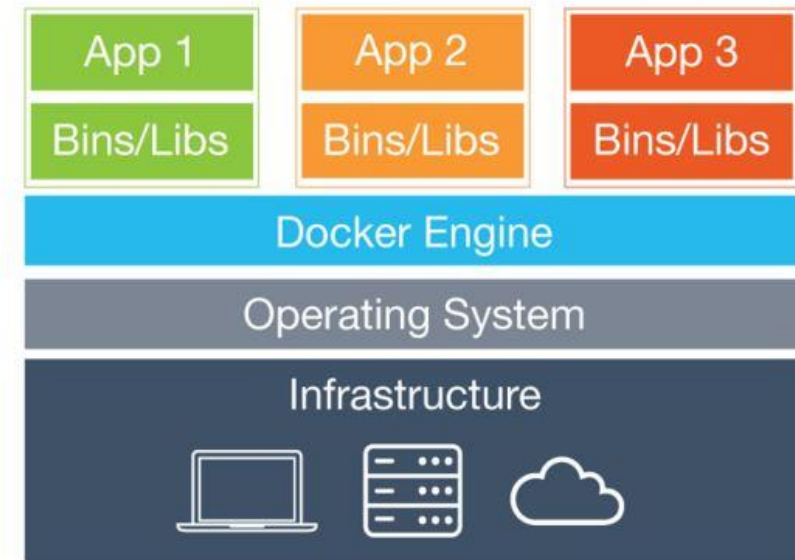 App 1
App 2
App 3
Bins/Libs
Bins/Libs
Bins/Libs
Docker Engine
Operating System
Infrastructure